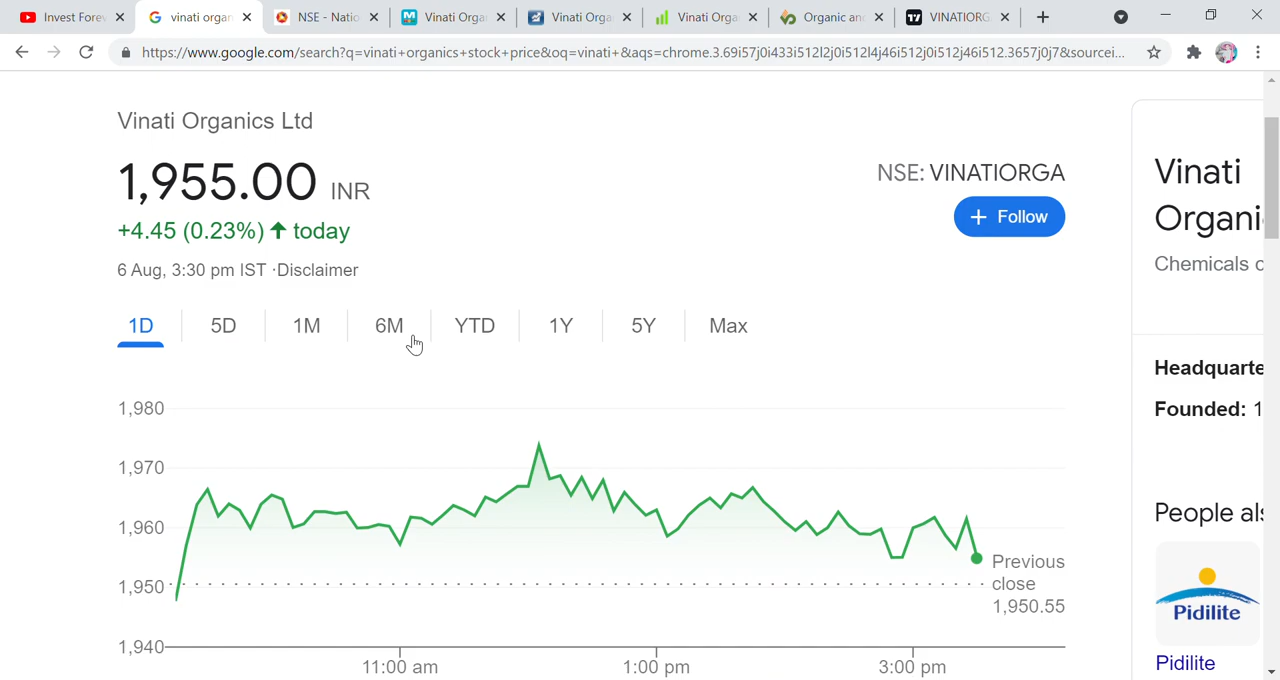 Invest Forev
vinati organ
NSE - Natio
Vinati Organ
Vinati Orga
Vinati Orga
Organic and
VINATIORG
https://www.google.com/search?q=vinati+organics+stock+price&oq=vinati+&aqs=chrome.3.69i57j0i433i512l2j0i512l4j46i512j0i512j46i512.3657j0j7&sourcei...
Vinati Organics Ltd
1,955.00 INR
+4.45 (0.23%) today
6 Aug, 3:30 pm IST ·Disclaimer
NSE: VINATIORGA
+ Follow
1D 5D 1M 6M YTD 1Y 5Y Max
1,980
1,970
1,960
1,950
1,940
Previous
close
1,950.55
11:00 am 1:00 pm 3:00 pm
Vinati
Organi
Chemicals c
Headquarte
Founded: 1
People als
Pidilite
Pidilite